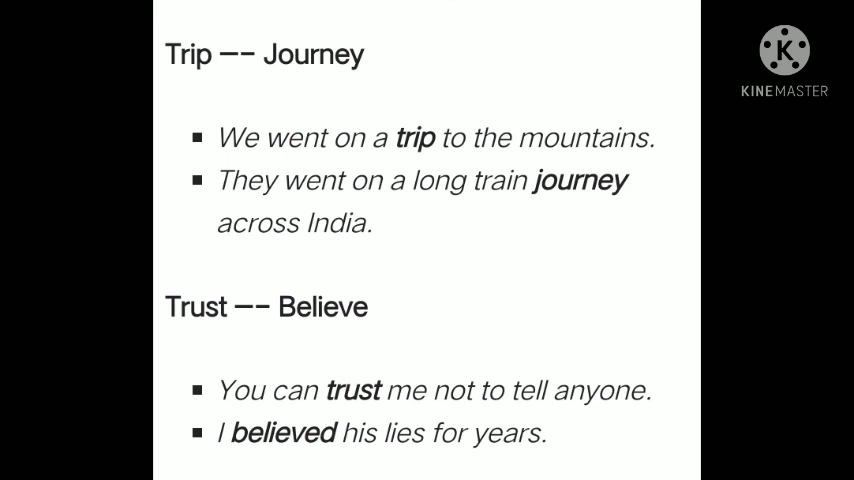 Trip –– Journey
K
KINEMASTER
▪ We went on a trip to the mountains.
▪ They went on a long train journey
across India.
Trust –– Believe
▪ You can trust me not to tell anyone.
▪ I believed his lies for years.